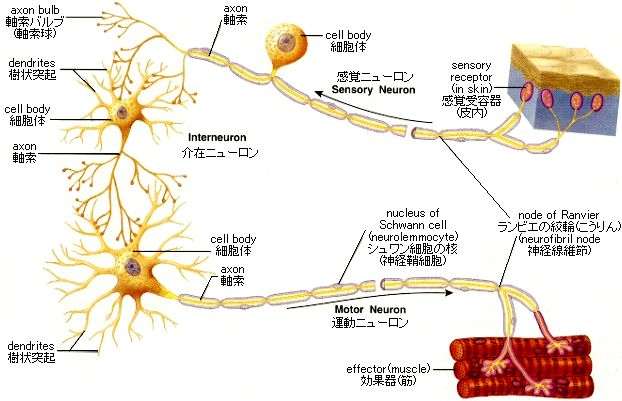 axon bulb
軸索バルブ
(軸索球)
axon
軸索
cell body
細胞体
dendrites
樹状突起
感覚ニューロン
Sensory Neuron
sensory
receptor
(in skin)
感覚受容器
(皮内)
cell body
細胞体
Interneuron
介在ニューロン
axon
軸索
nucleus of
Schwann cell
(neurolemmocyte)
シュワン細胞の核
(神経鞘細胞)
node of Ranvier
ランビエの絞輪(こうりん)
(neurofibril node
神経線維節)
cell body
細胞体
axon
軸索
Motor Neuron
運動ニューロン
dendrites
樹状突起
effector(muscle)
効果器(筋)